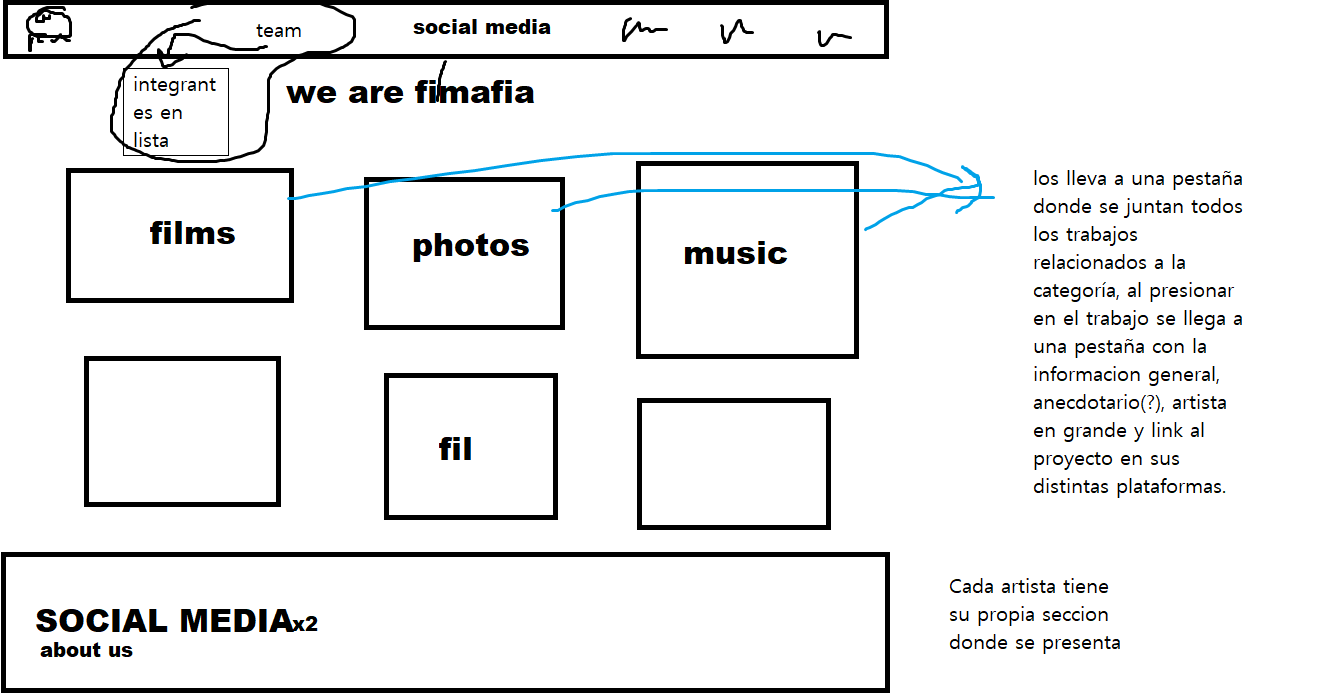 team
social media
integrant
es en
lista
we are fimafia
films
photos
music
los lleva a una pestaña
donde se juntan todos
los trabajos
relacionados a la
categoría, al presionar
en el trabajo se llega a
una pestaña con la
informacion general,
anecdotario(?), artista
en grande y link al
proyecto en sus
distintas plataformas.
fil
SOCIAL MEDIAx2
about us
Cada artista tiene
su propia seccion
donde se presenta